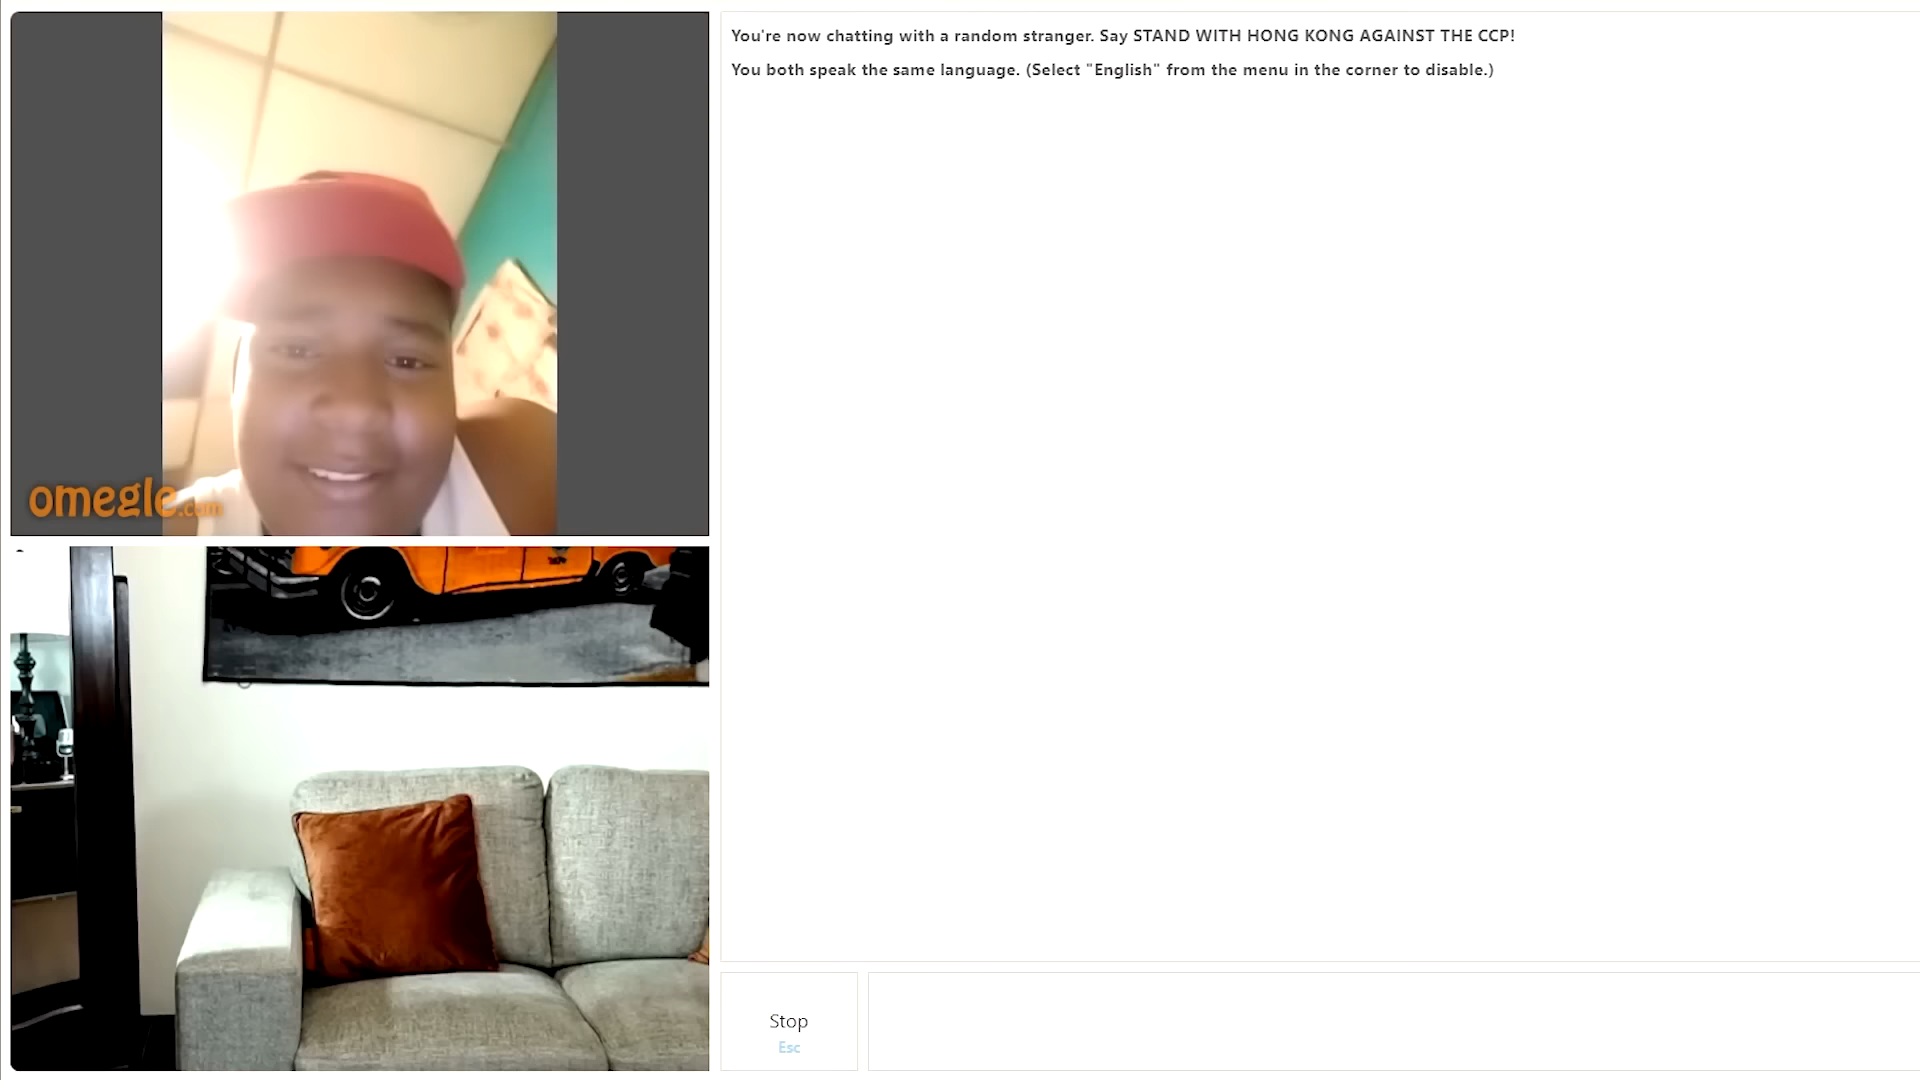 You're now chatting with a random stranger. Say STAND WITH HONG KONG AGAINST THE CCP!
You both speak the same language. (Select "English" from the menu in the corner to disable.)
omegle.com
Stop
Esc